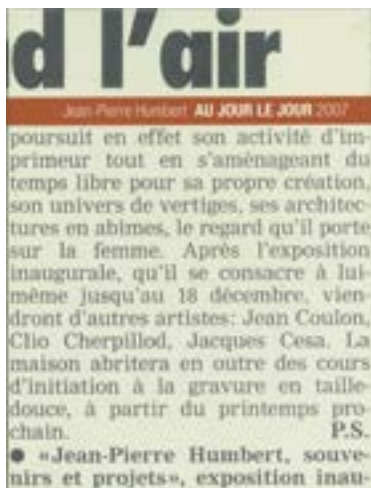 d l'air
Jean-Pierre Humbert AU JOUR LE JOUR 2007
poursuit en effet son activité d'im-
primeur tout en s'aménageant du
temps libre pour sa propre création,
son univers de vertiges, ses architec-
tures en abîmes, le regard qu'il porte
sur la femme. Après l'exposition
inaugurale, qu'il se consacre à lui-
même jusqu'au 18 décembre, vien-
dront d'autres artistes: Jean Coulon,
Clio Cherpillod, Jacques Cesa. La
maison abritera en outre des cours
d'initiation à la gravure en taille-
douce, à partir du printemps pro-
chain. P.S.
● «Jean-Pierre Humbert, souve-
nirs et projets», exposition inau-